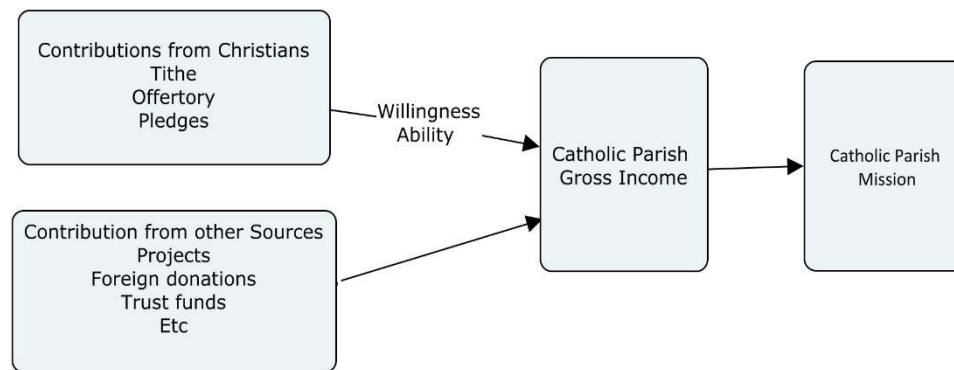 Contributions from Christians
Tithe
Offertory
Pledges
Willingness
Ability
Contribution from other Sources
Projects
Foreign donations
Trust funds
Etc
Catholic Parish
Gross Income
Catholic Parish
Mission